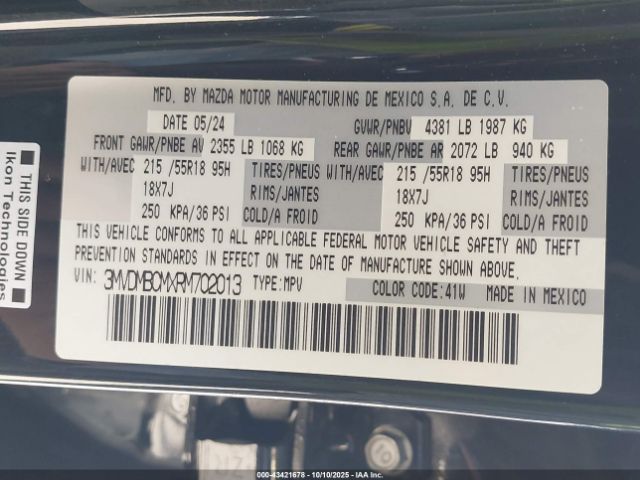 MFD. BY MAZDA MOTOR MANUFACTURING DE MEXICO S.A. DE C.V.
DATE 05/24 GVWR/PNBV 4381 LB 1987 KG
FRONT GAWR/PNBE AV 2355 LB 1068 KG REAR GAWR/PNBE AR 2072 LB 940 KG
WITH/AVEC 215 /55R18 95H TIRES/PNEUS WITH/AVEC 215 /55R18 95H TIRES/PNEUS
18X7J RIMS/JANTES 18X7J RIMS/JANTES
250 KPA/36 PSI COLD/A FROID 250 KPA/36 PSI COLD/A FROID
THIS VEHICLE CONFORMS TO ALL APPLICABLE FEDERAL MOTOR VEHICLE SAFETY AND THEFT
PREVENTION STANDARDS IN EFFECT ON THE DATE OF MANUFACTURE SHOWN ABOVE.
VIN: 3MVDMBCMXRM702013 TYPE: MPV COLOR CODE:41W MADE IN MEXICO
THIS SIDE DOWN
Ikon Technologies
000-43421678 - 10/10/2025 - IAAI.COM